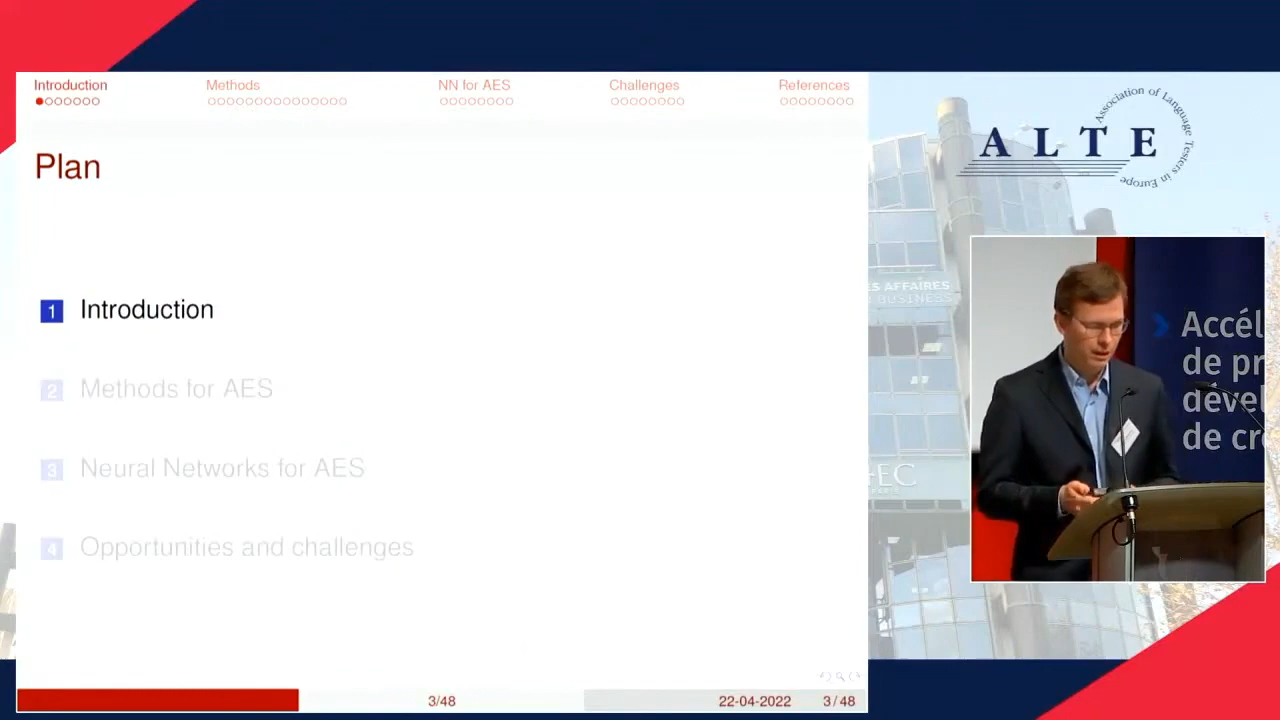 Introduction
Methods
NN for AES
Challenges
References
Plan
1 Introduction
2 Methods for AES
3 Neural Networks for AES
4 Opportunities and challenges
3/48
22-04-2022
3 / 48
ALTE
Association of Language Testers in Europe
S AFFAIRES
BUSINESS
EC
Accél
de pr
déve
de cr